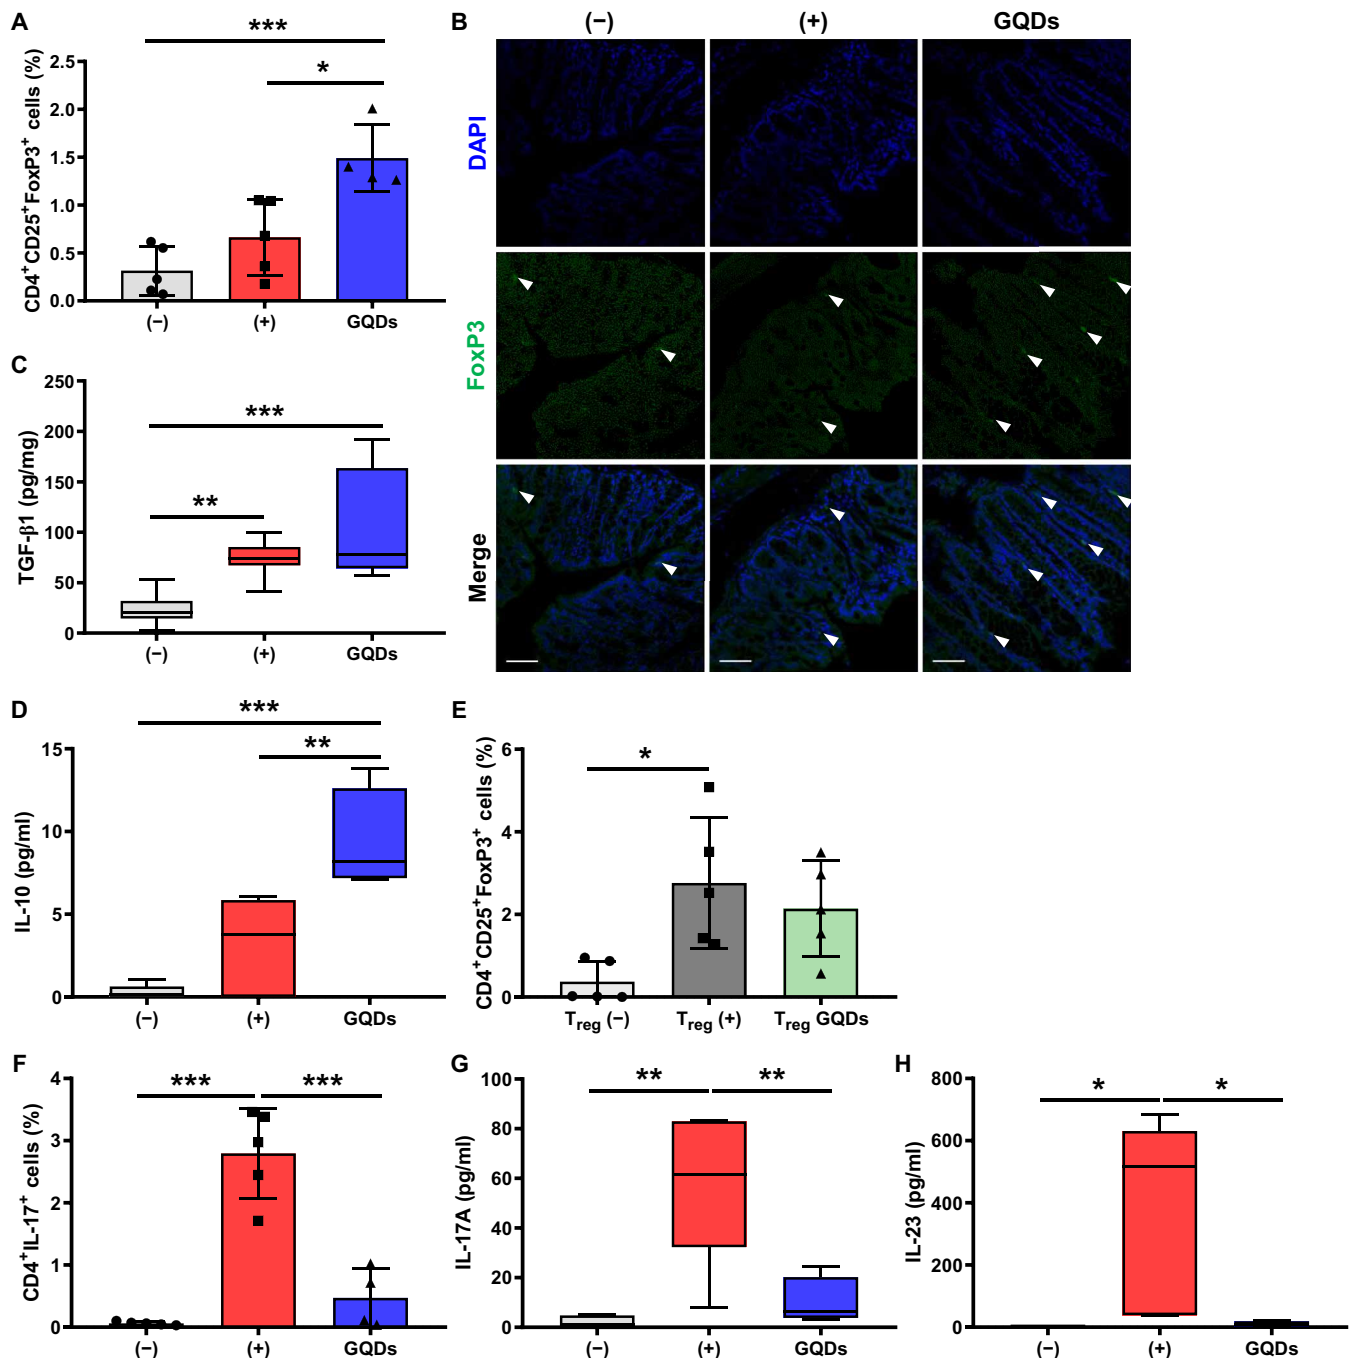 A
***
*
CD4+CD25+FoxP3+ cells (%)
2.5
2.0
1.5
1.0
0.5
0.0
(−)
(+)
GQDs
B
(−)
(+)
GQDs
DAPI
FoxP3
Merge
C
***
**
TGF-β1 (pg/mg)
250
200
150
100
50
0
(−)
(+)
GQDs
D
***
**
IL-10 (pg/ml)
15
10
5
0
(−)
(+)
GQDs
E
*
CD4+CD25+FoxP3+ cells (%)
6
4
2
0
Treg (−)
Treg (+)
Treg GQDs
F
***
***
CD4+IL-17+ cells (%)
4
3
2
1
0
(−)
(+)
GQDs
G
**
**
IL-17A (pg/ml)
100
80
60
40
20
0
(−)
(+)
GQDs
H
*
*
IL-23 (pg/ml)
800
600
400
200
0
(−)
(+)
GQDs